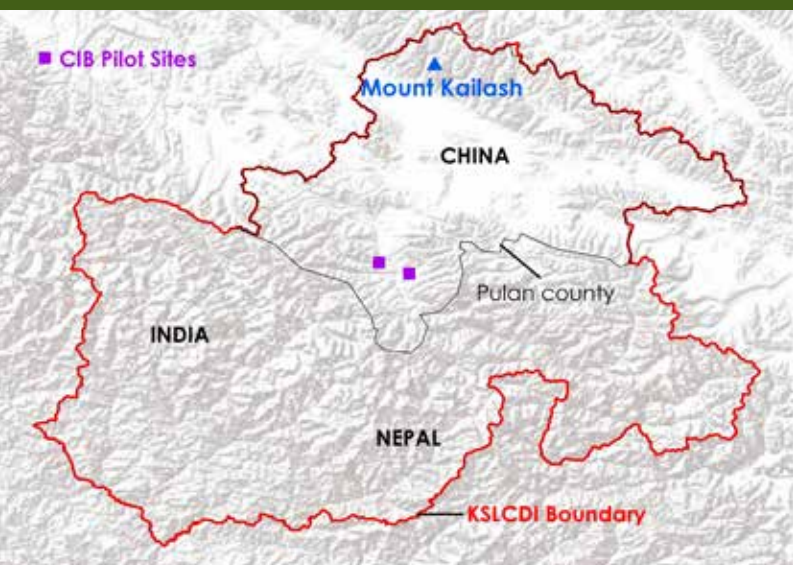 CIB Pilot Sites
Mount Kailash
CHINA
Pulan county
INDIA
NEPAL
KSLCDI Boundary